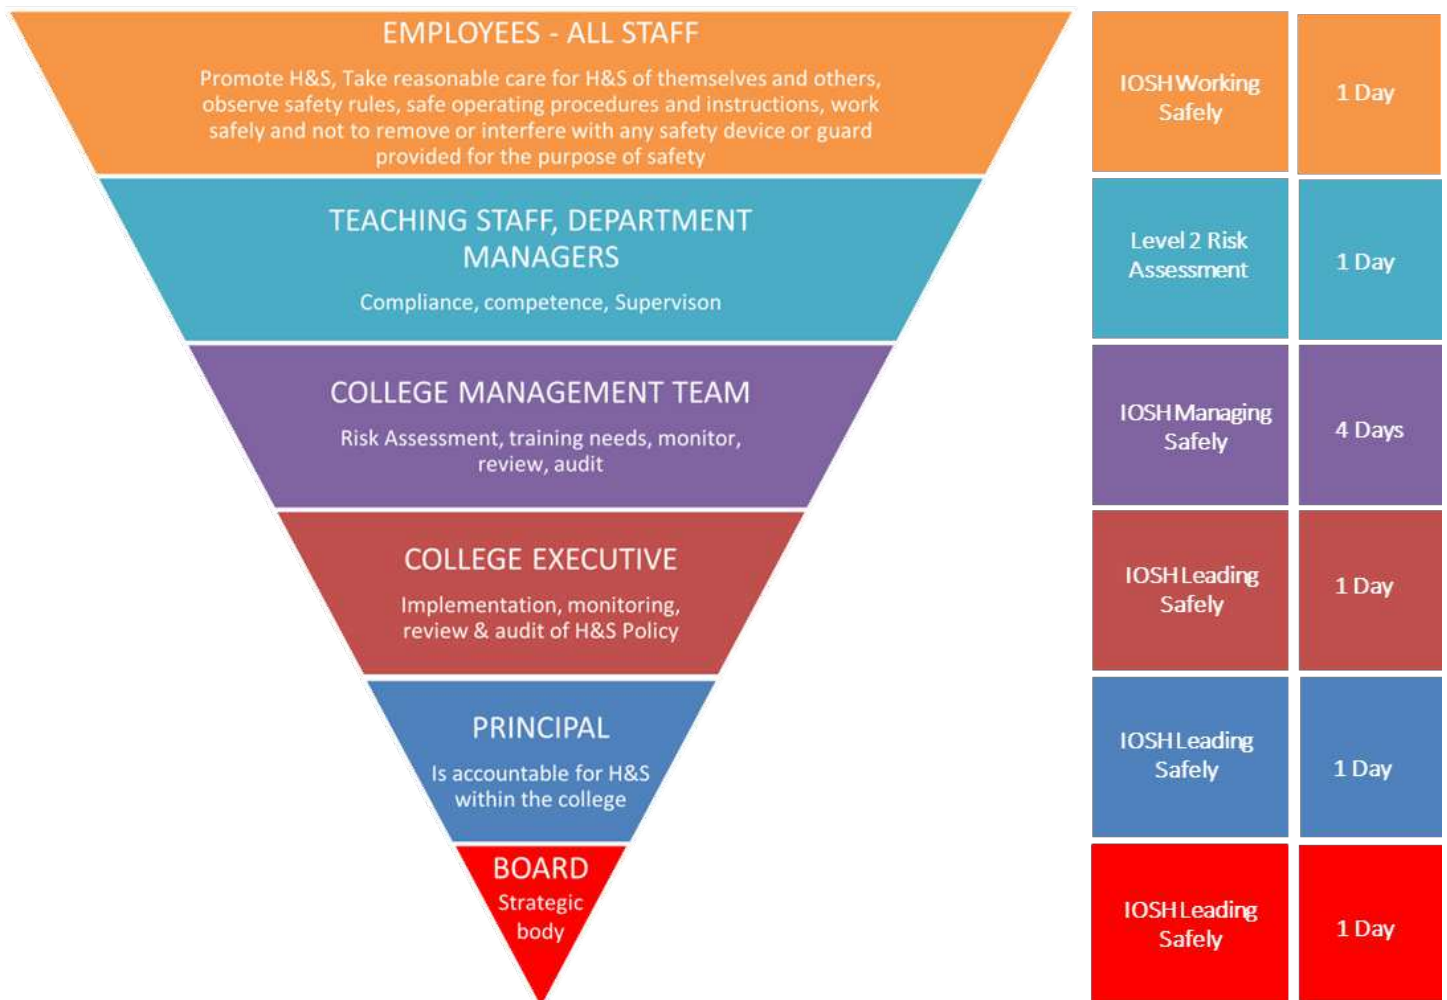 EMPLOYEES - ALL STAFF
Promote H&S, Take reasonable care for H&S of themselves and others,
observe safety rules, safe operating procedures and instructions, work
safely and not to remove or interfere with any safety device or guard
provided for the purpose of safety
IOSH Working
Safely
1 Day
TEACHING STAFF, DEPARTMENT
MANAGERS
Compliance, competence, Supervison
Level 2 Risk
Assessment
1 Day
COLLEGE MANAGEMENT TEAM
Risk Assessment, training needs, monitor,
review, audit
IOSH Managing
Safely
4 Days
COLLEGE EXECUTIVE
Implementation, monitoring,
review & audit of H&S Policy
IOSH Leading
Safely
1 Day
PRINCIPAL
Is accountable for H&S
within the college
IOSH Leading
Safely
1 Day
BOARD
Strategic
body
IOSH Leading
Safely
1 Day